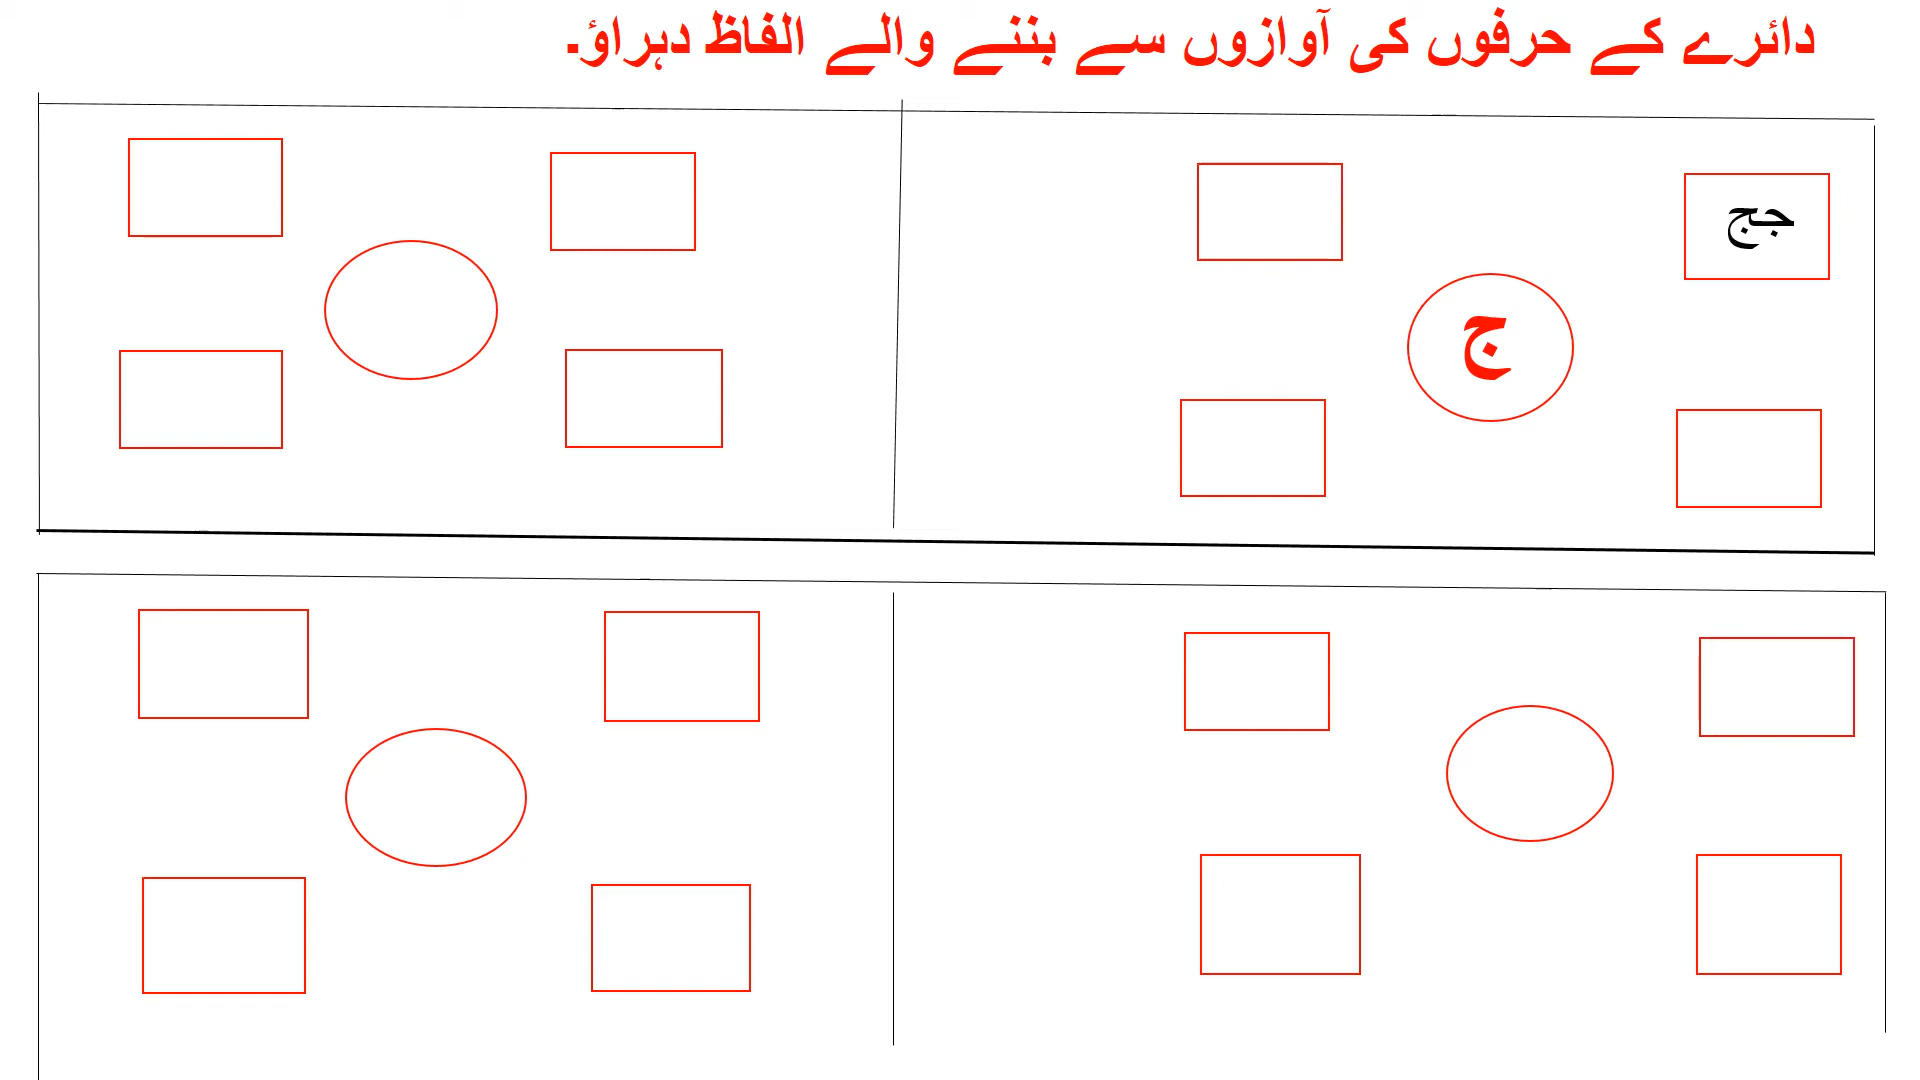 دائرے کے حرفوں کی آوازوں سے بننے والے الفاظ دہراؤ۔
جج
ج